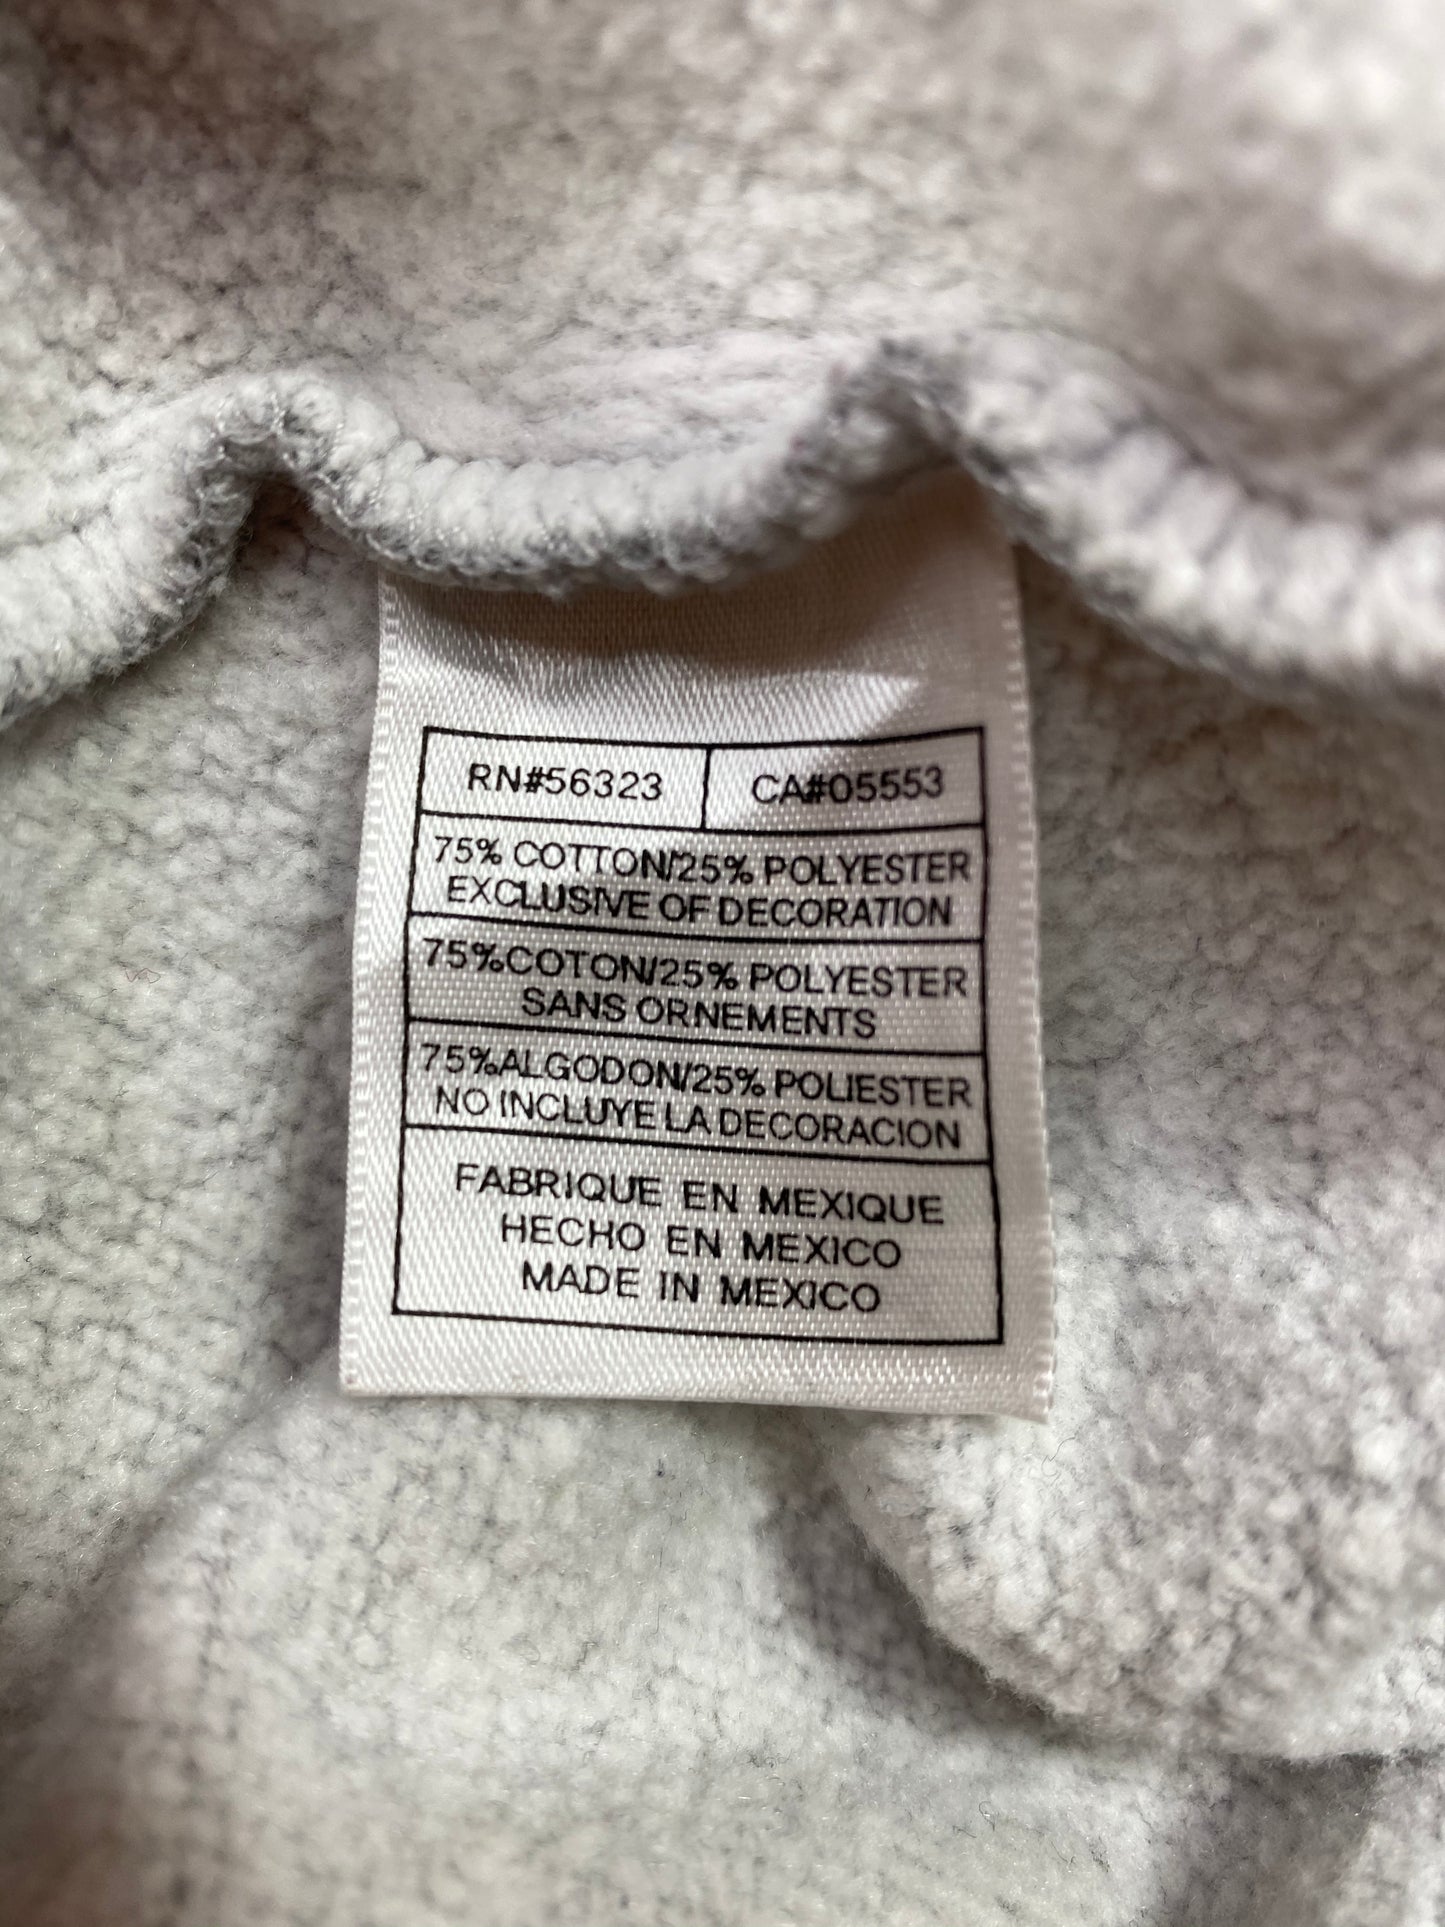 RN#56323 CA#05553
75% COTTON/25% POLYESTER
EXCLUSIVE OF DECORATION
75%COTON/25% POLYESTER
SANS ORNEMENTS
75%ALGODON/25% POLIESTER
NO INCLUYE LA DECORACION
FABRIQUE EN MEXIQUE
HECHO EN MEXICO
MADE IN MEXICO